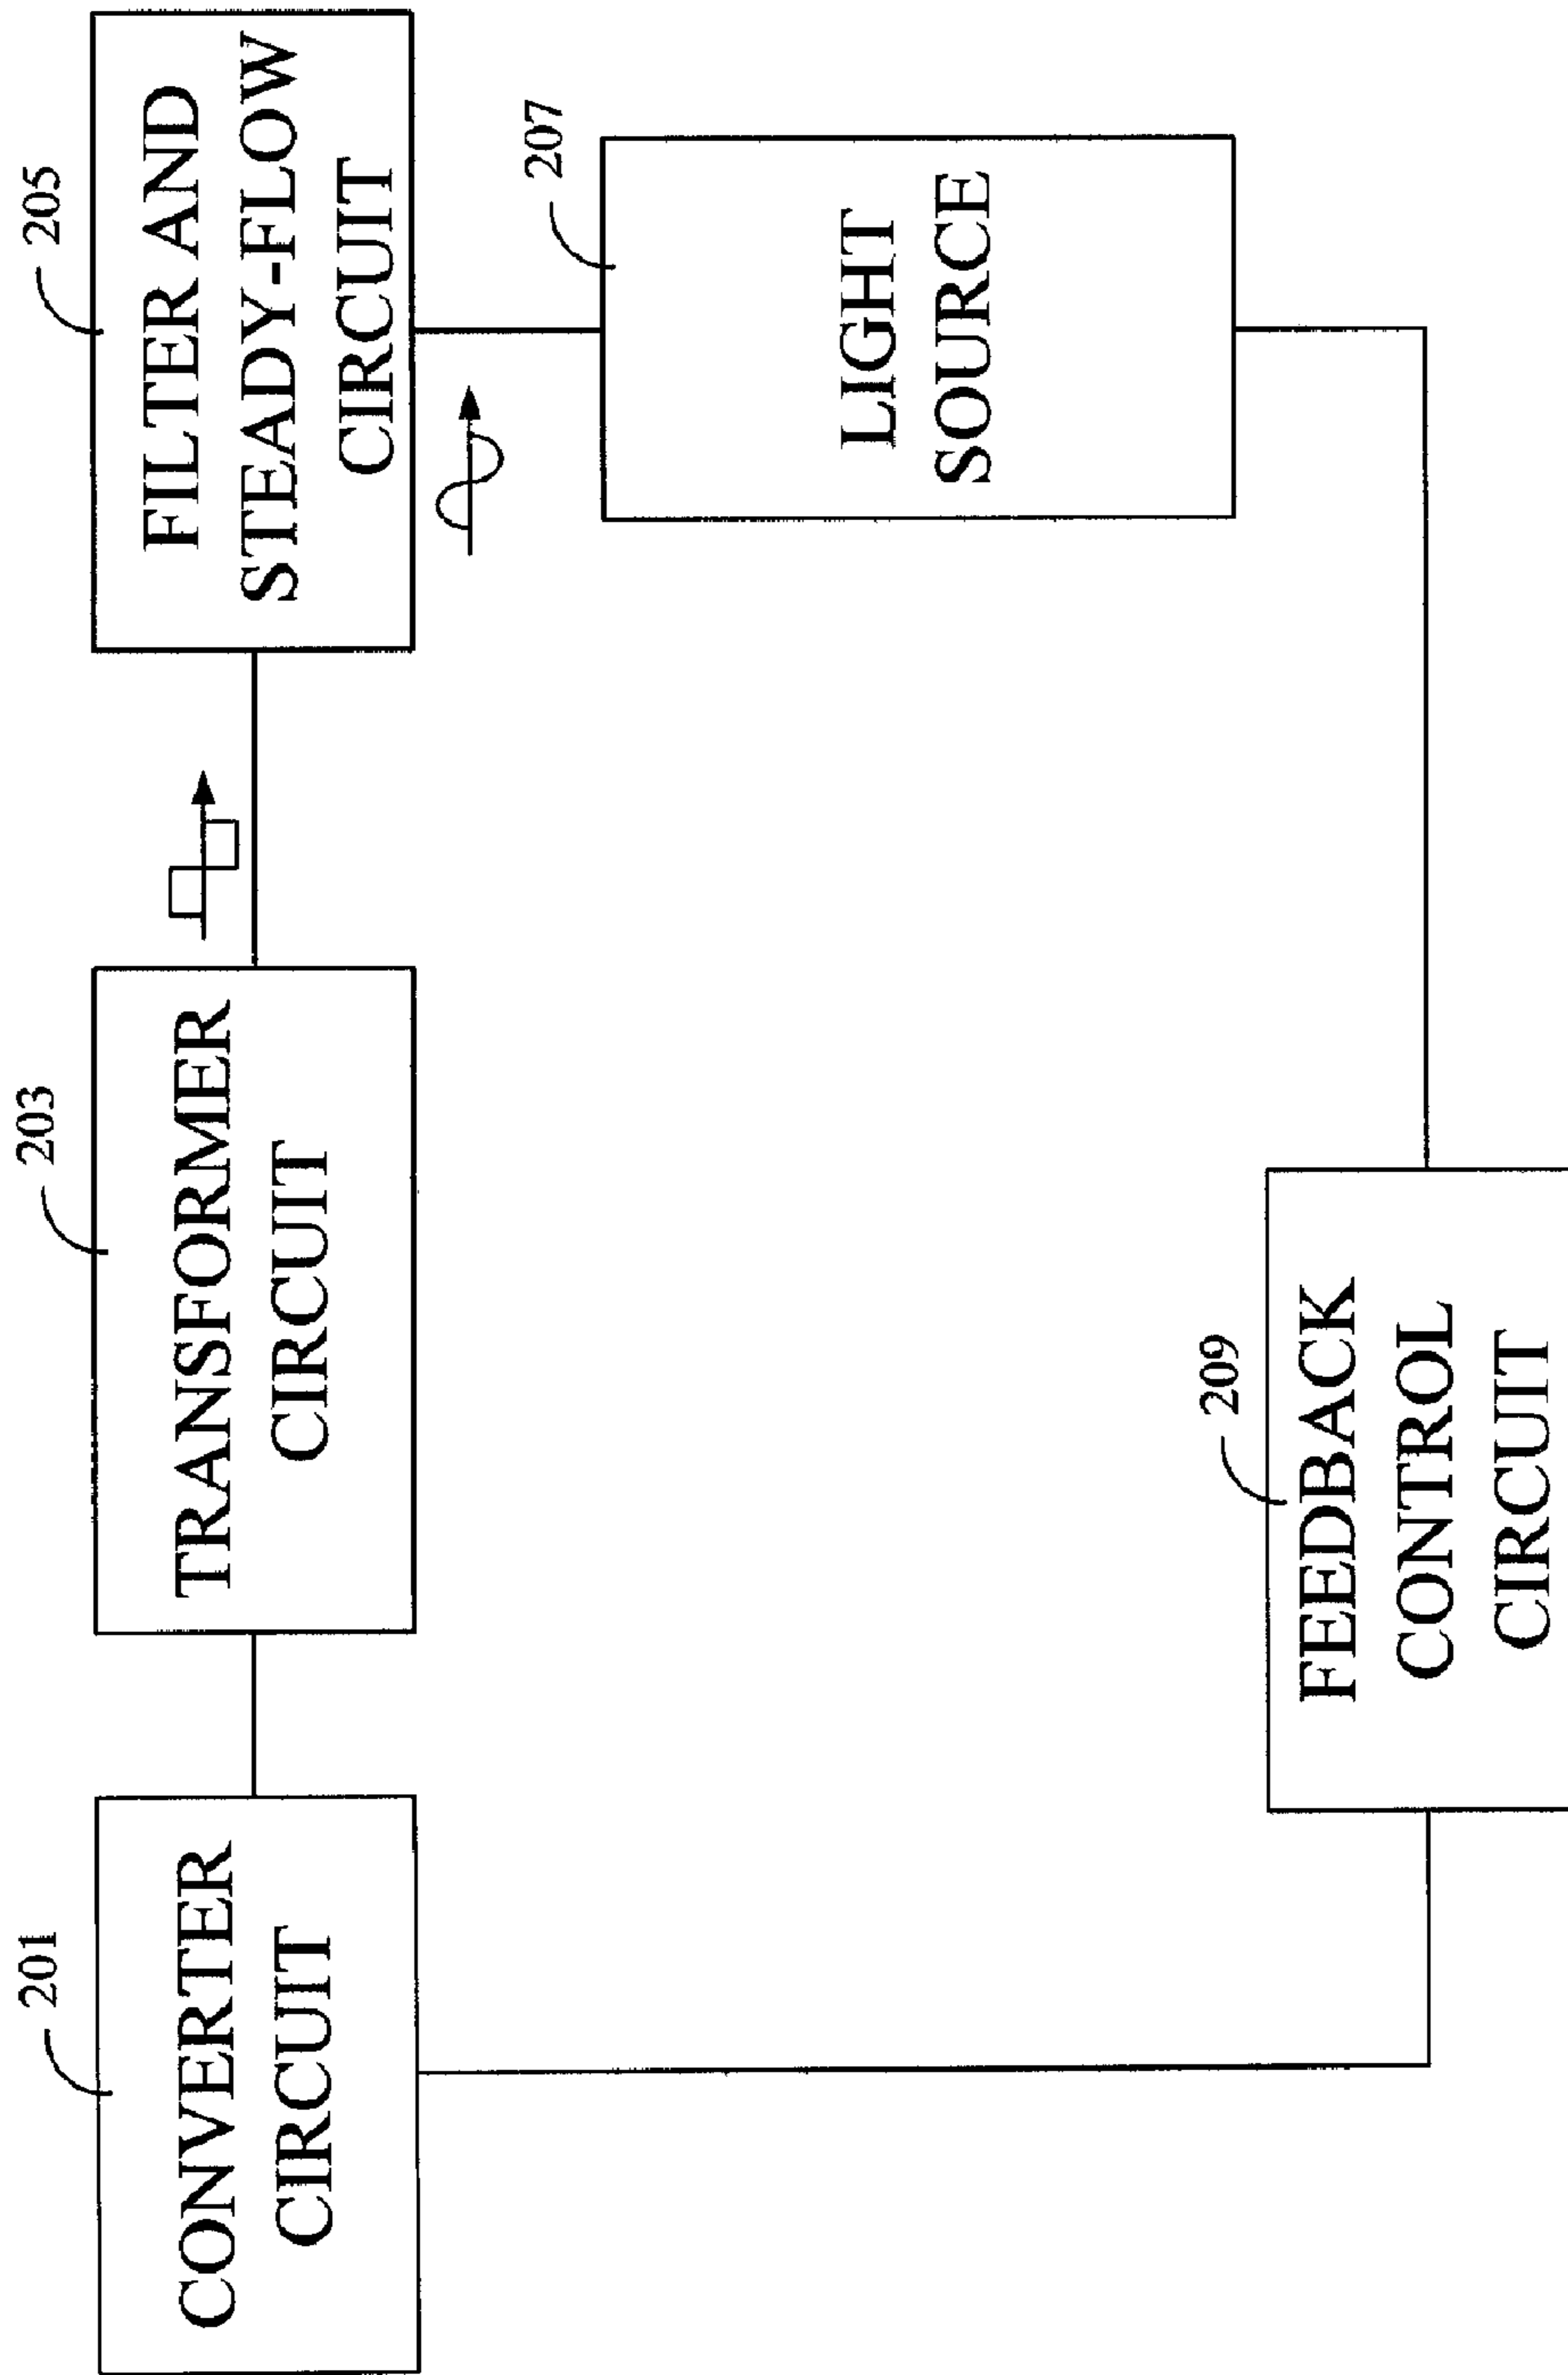 201
CONVERTER
CIRCUIT
203
TRANSFORMER
CIRCUIT
205
FILTER AND
STEADY-FLOW
CIRCUIT
207
LIGHT
SOURCE
209
FEEDBACK
CONTROL
CIRCUIT